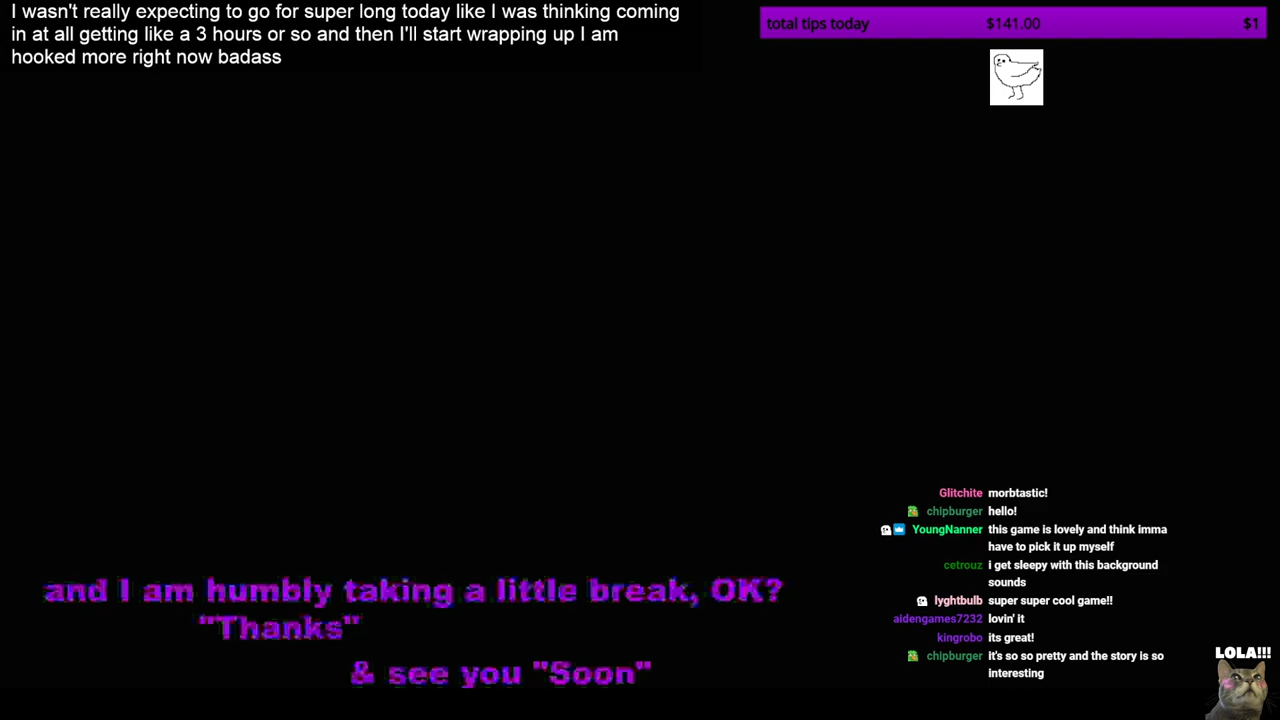 I wasn't really expecting to go for super long today like I was thinking coming
in at all getting like a 3 hours or so and then I'll start wrapping up I am
hooked more right now badass
total tips today $141.00 $1
Glitchite morbtastic!
chipburger hello!
YoungNanner this game is lovely and think imma
have to pick it up myself
cetrouz i get sleepy with this background
sounds
lyghtbulb super super cool game!!
aidengames7232 lovin' it
kingrobo its great!
chipburger it's so so pretty and the story is so
interesting
and I am humbly taking a little break, OK?
"Thanks"
& see you "Soon"
LOLA!!!